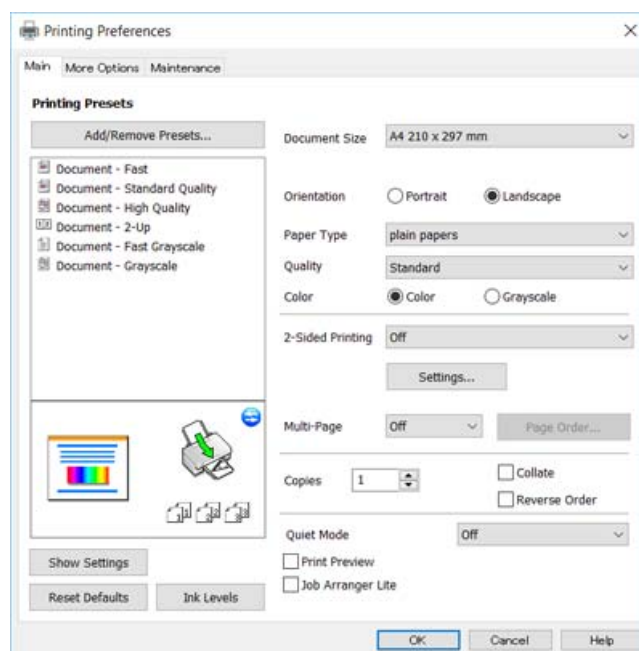 Printing Preferences
Main More Options Maintenance
Printing Presets
Add/Remove Presets...
Document - Fast
Document - Standard Quality
Document - High Quality
Document - 2-Up
Document - Fast Grayscale
Document - Grayscale
Show Settings
Reset Defaults Ink Levels
Document Size A4 210 x 297 mm
Orientation Portrait Landscape
Paper Type plain papers
Quality Standard
Color Color Grayscale
2-Sided Printing Off
Settings...
Multi-Page Off Page Order...
Copies 1 Collate
Reverse Order
Quiet Mode Off
Print Preview
Job Arranger Lite
OK Cancel Help